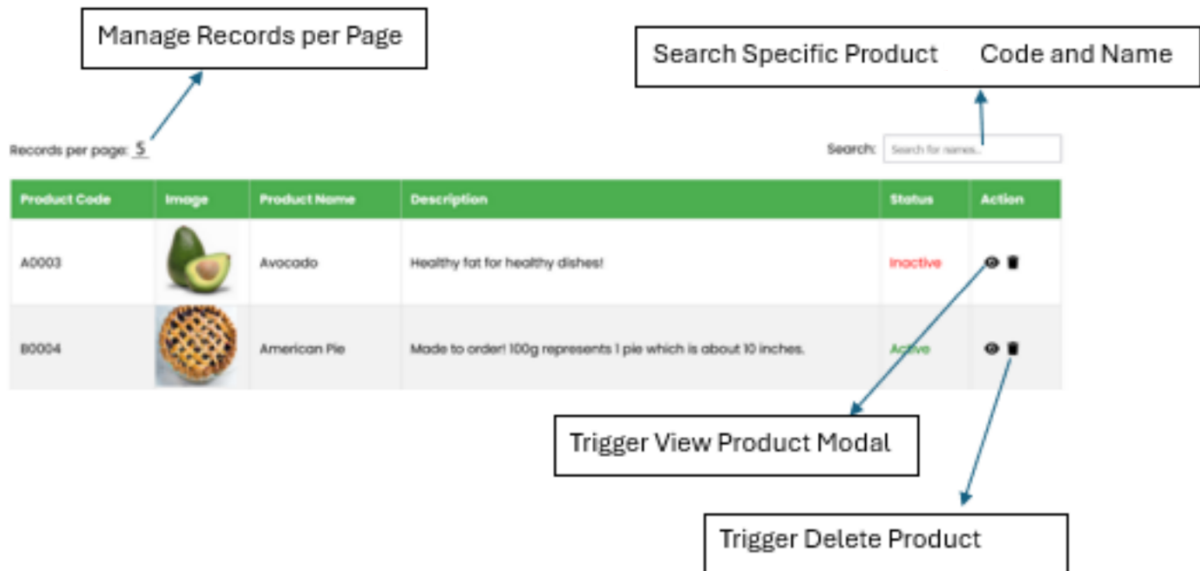 Manage Records per Page
Search Specific Product Code and Name
Records per page: 5
Search: Search for names..
Product Code Image Product Name Description Status Action
A0003 Avocado Healthy fat for healthy dishes! Inactive
B0004 American Pie Made to order! 100g represents 1 pie which is about 10 inches. Active
Trigger View Product Modal
Trigger Delete Product